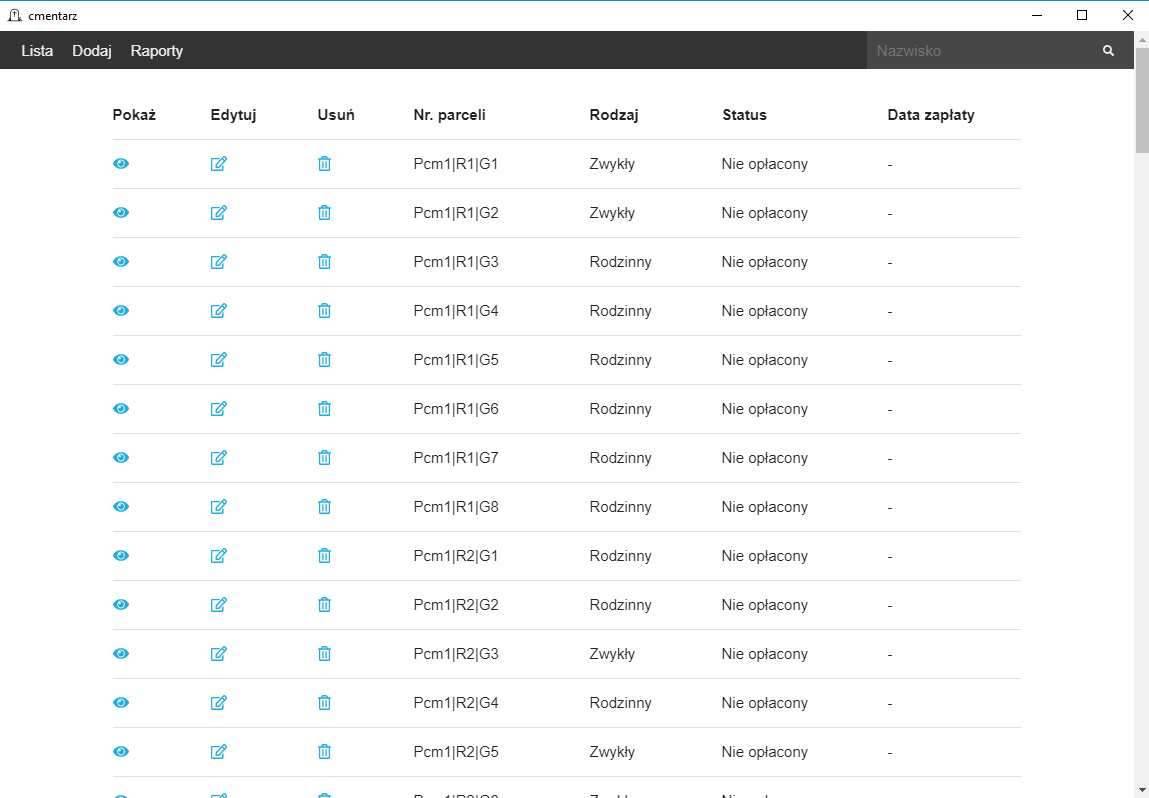 cmentarz
Lista Dodaj Raporty Nazwisko
Pokaż Edytuj Usuń Nr. parceli Rodzaj Status Data zapłaty
Pcm1|R1|G1 Zwykły Nie opłacony -
Pcm1|R1|G2 Zwykły Nie opłacony -
Pcm1|R1|G3 Rodzinny Nie opłacony -
Pcm1|R1|G4 Rodzinny Nie opłacony -
Pcm1|R1|G5 Rodzinny Nie opłacony -
Pcm1|R1|G6 Rodzinny Nie opłacony -
Pcm1|R1|G7 Rodzinny Nie opłacony -
Pcm1|R1|G8 Rodzinny Nie opłacony -
Pcm1|R2|G1 Rodzinny Nie opłacony -
Pcm1|R2|G2 Rodzinny Nie opłacony -
Pcm1|R2|G3 Zwykły Nie opłacony -
Pcm1|R2|G4 Rodzinny Nie opłacony -
Pcm1|R2|G5 Zwykły Nie opłacony -